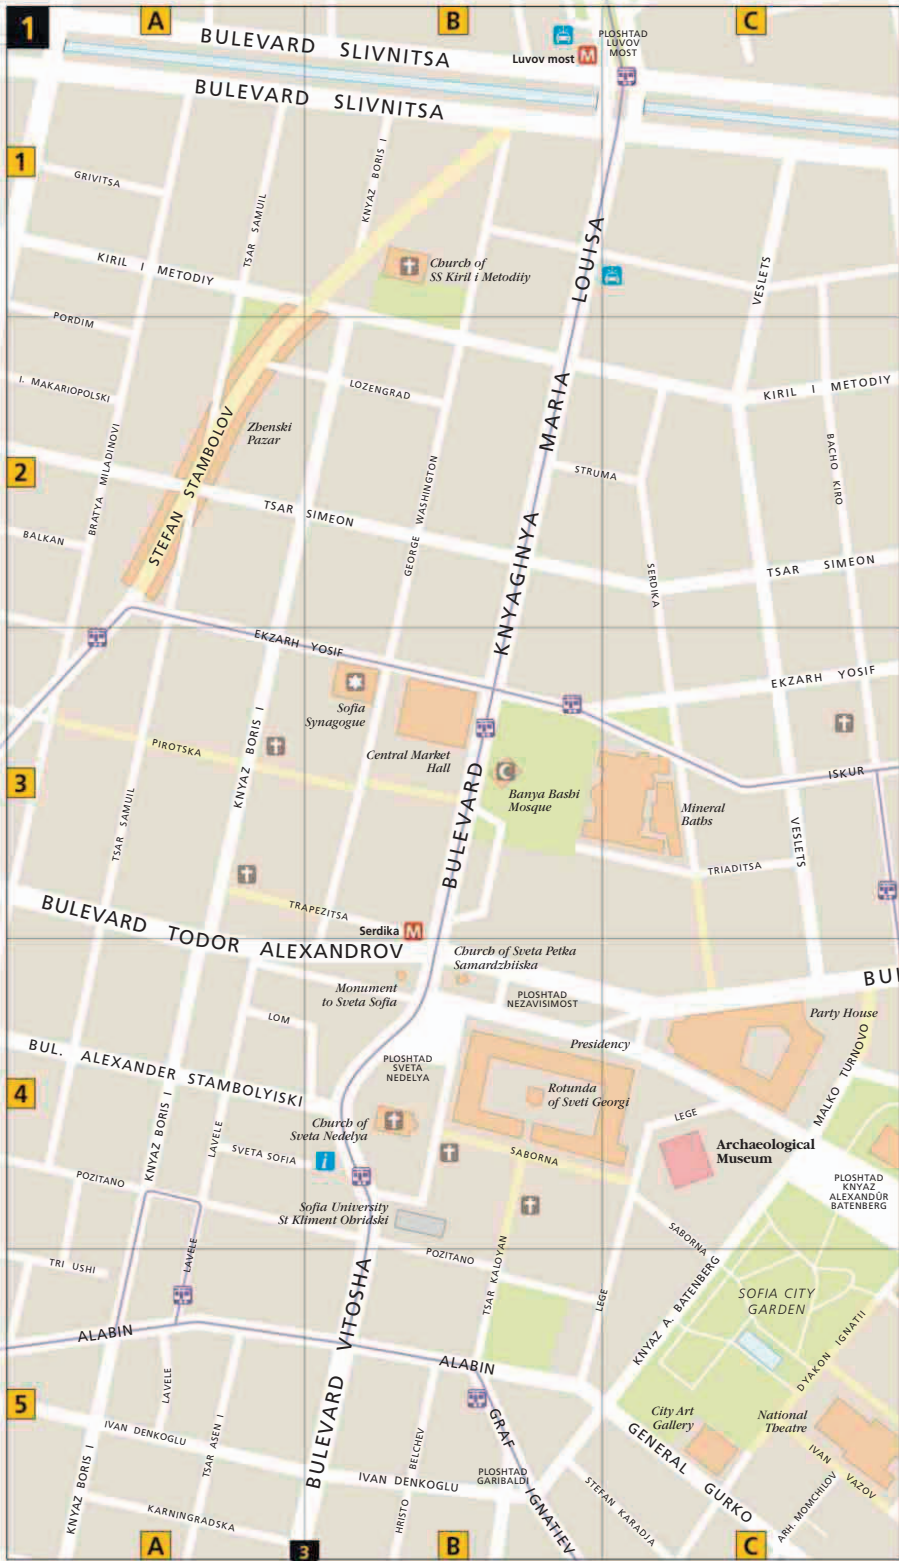 1
A
B
C
BULEVARD SLIVNITSA
PLOSHTAD
LUVOV
MOST
Luvov most
M
BULEVARD SLIVNITSA
1
GRIVITSA
KNYAZ BORIS I
TSAR SAMUIL
KIRIL I METODIY
Church of
SS Kiril i Metodiiy
VESLETS
PORDIM
I. MAKARIOPOLSKI
LOZENGRAD
KIRIL I METODIY
Zhenski
Pazar
STEFAN STAMBOLOV
BRATYA MILADINOVI
2
BACHO KIRO
STRUMA
GEORGE WASHINGTON
TSAR SIMEON
BALKAN
SERDIKA
TSAR SIMEON
BULEVARD KNYAGINYA MARIA LOUISA
EKZARH YOSIF
EKZARH YOSIF
Sofia
Synagogue
PIROTSKA
KNYAZ BORIS I
Central Market
Hall
3
ISKUR
Banya Bashi
Mosque
Mineral
Baths
TSAR SAMUIL
VESLETS
TRIADITSA
BULEVARD TODOR ALEXANDROV
TRAPEZITSA
Serdika
M
Church of Sveta Petka
Samardzhiiska
BUL
Monument
to Sveta Sofia
PLOSHTAD
NEZAVISIMOST
Party House
LOM
Presidency
BUL. ALEXANDER STAMBOLYISKI
PLOSHTAD
SVETA
NEDELYA
4
Rotunda
of Sveti Georgi
MALKO TURNOVO
LEGE
Church of
Sveta Nedelya
KNYAZ BORIS I
LAVELE
SVETA SOFIA
i
SABORNA
Archaeological
Museum
POZITANO
PLOSHTAD
KNYAZ
ALEXANDŪR
BATENBERG
Sofia University
St Kliment Ohridski
SABORNA G
POZITANO
TRI USHI
LAVELE
TSAR KALOYAN
LEGE
KNYAZ A. BATENBERG
SOFIA CITY
GARDEN
DYAKON IGNATII
ALABIN
ALABIN
BULEVARD VITOSHA
LAVELE
5
City Art
Gallery
National
Theatre
IVAN DENKOGLU
TSAR ASEN I
HRISTO BELCHEV
GRAF IGNATIEV
GENERAL GURKO
IVAN VAZOV
IVAN DENKOGLU
PLOSHTAD
GARIBALDI
STEFAN KARADJA
ARH. MOMCHILOV
KNYAZ BORIS I
KARNINGRADSKA
A
3
B
C